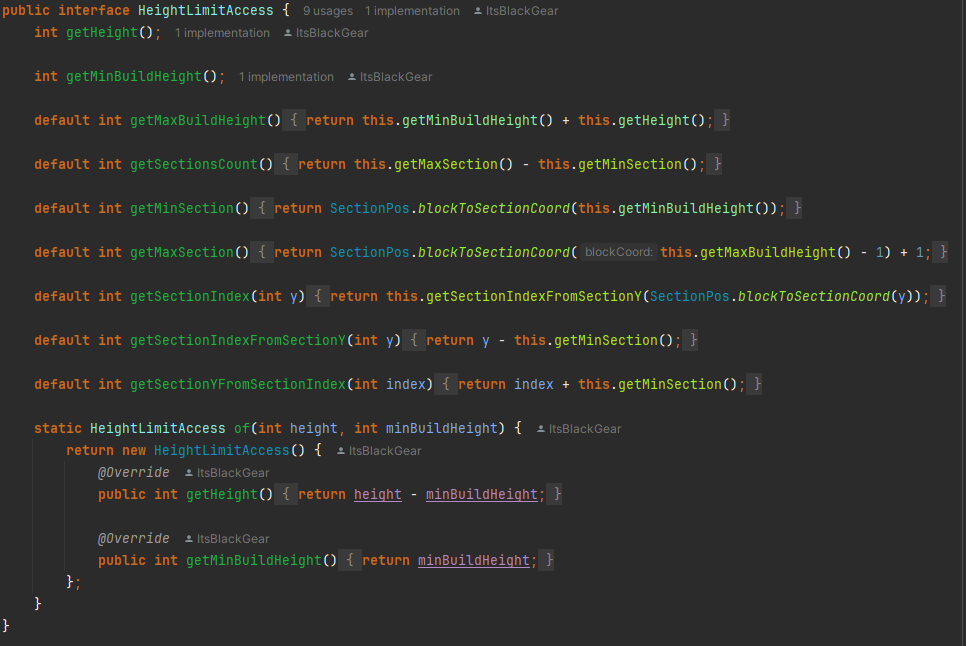 public interface HeightLimitAccess { 9 usages 1 implementation ItsBlackGear
int getHeight(); 1 implementation ItsBlackGear
int getMinBuildHeight(); 1 implementation ItsBlackGear
default int getMaxBuildHeight() { return this.getMinBuildHeight() + this.getHeight(); }
default int getSectionsCount() { return this.getMaxSection() - this.getMinSection(); }
default int getMinSection() { return SectionPos.blockToSectionCoord(this.getMinBuildHeight()); }
default int getMaxSection() { return SectionPos.blockToSectionCoord( blockCoord: this.getMaxBuildHeight() - 1) + 1; }
default int getSectionIndex(int y) { return this.getSectionIndexFromSectionY(SectionPos.blockToSectionCoord(y)); }
default int getSectionIndexFromSectionY(int y) { return y - this.getMinSection(); }
default int getSectionYFromSectionIndex(int index) { return index + this.getMinSection(); }
static HeightLimitAccess of(int height, int minBuildHeight) { ItsBlackGear
return new HeightLimitAccess() { ItsBlackGear
@Override ItsBlackGear
public int getHeight() { return height - minBuildHeight; }
@Override ItsBlackGear
public int getMinBuildHeight() { return minBuildHeight; }
};
}
}